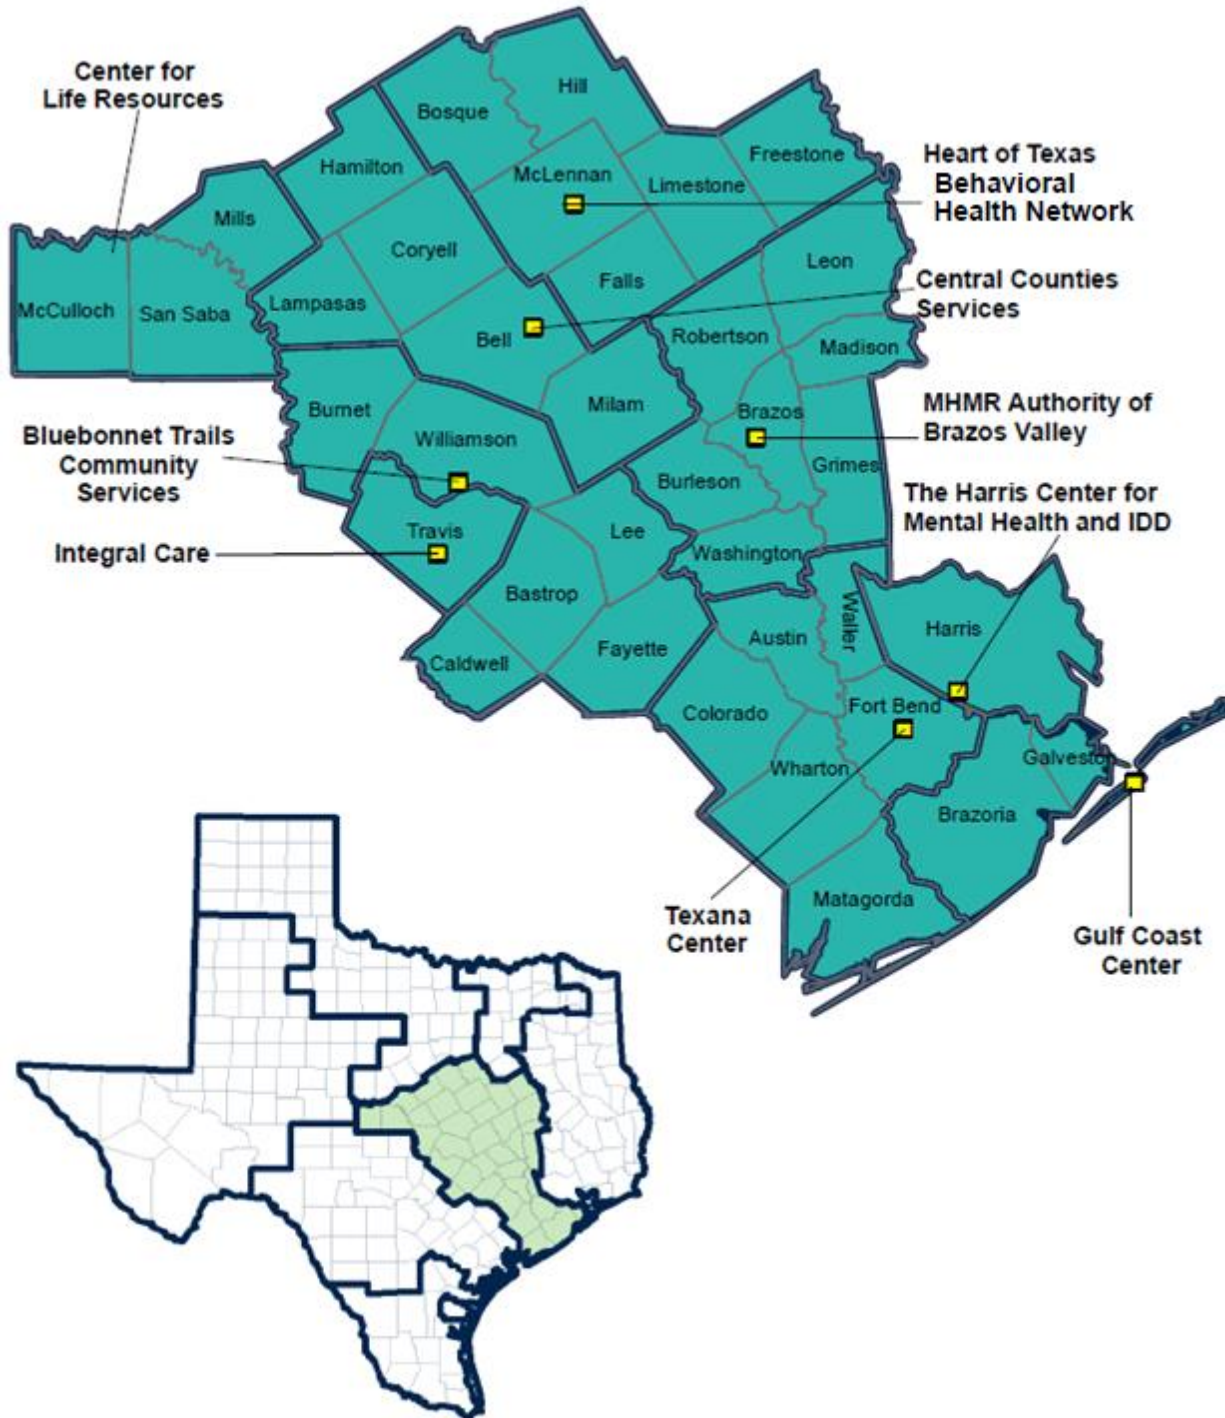 Center for
Life Resources
Hill
Bosque
Freestone
Hamilton
McLennan
Limestone
Heart of Texas
Behavioral
Health Network
Mills
Coryell
Leon
Falls
Central Counties
Services
McCulloch
San Saba
Lampasas
Bell
Robertson
Madison
Burnet
Milam
Brazos
MHMR Authority of
Brazos Valley
Bluebonnet Trails
Community
Services
Williamson
Grimes
Burleson
The Harris Center for
Mental Health and IDD
Integral Care
Travis
Lee
Washington
Bastrop
Waller
Harris
Austin
Fayette
Caldwell
Colorado
Fort Bend
Wharton
Galveston
Brazoria
Matagorda
Texana
Center
Gulf Coast
Center